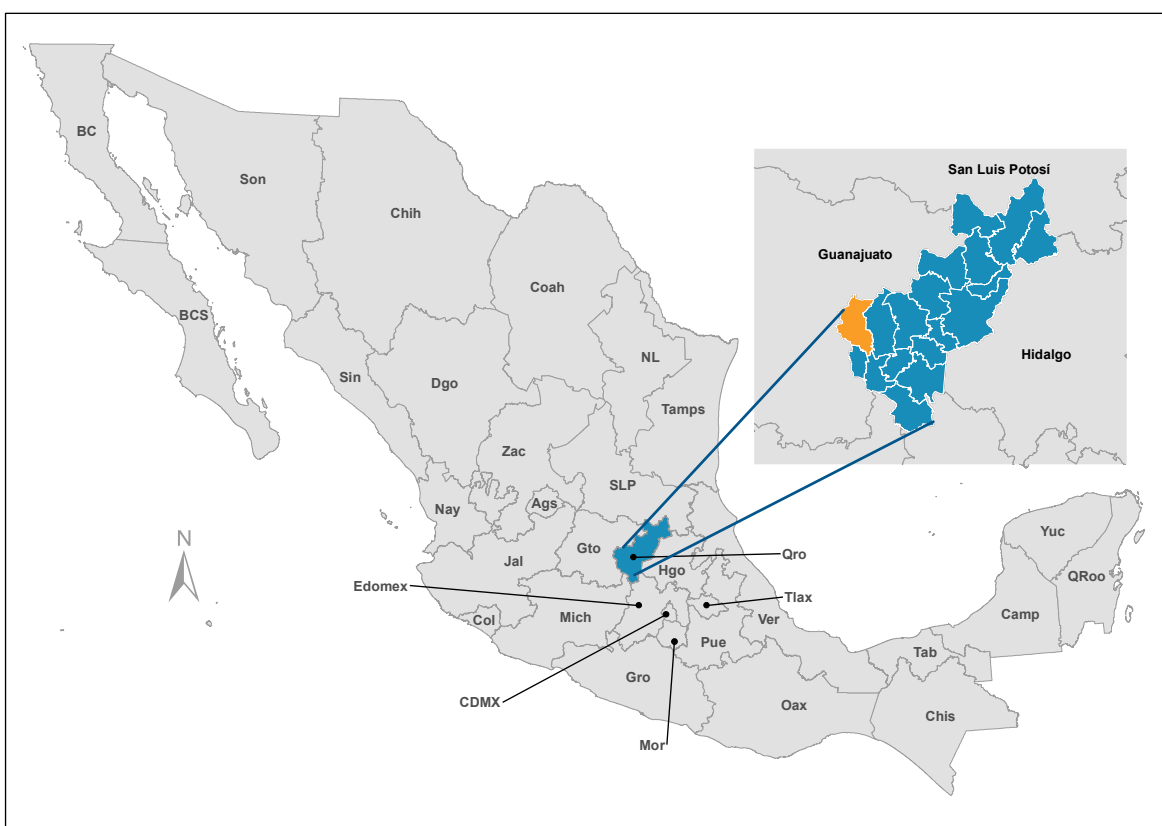 BC
Son
Chih
San Luis Potosí
Guanajuato
Coah
BCS
NL
Hidalgo
Sin
Dgo
Tamps
Zac
SLP
Ags
Nay
Yuc
N
Gto
Qro
Jal
Hgo
QRoo
Edomex
Tlax
Col
Mich
Ver
Camp
Pue
Tab
Gro
CDMX
Oax
Chis
Mor